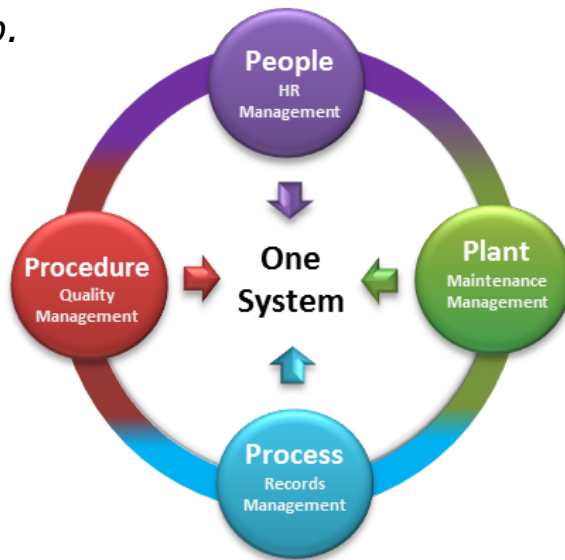 People
HR
Management
Procedure
Quality
Management
One
System
Plant
Maintenance
Management
Process
Records
Management